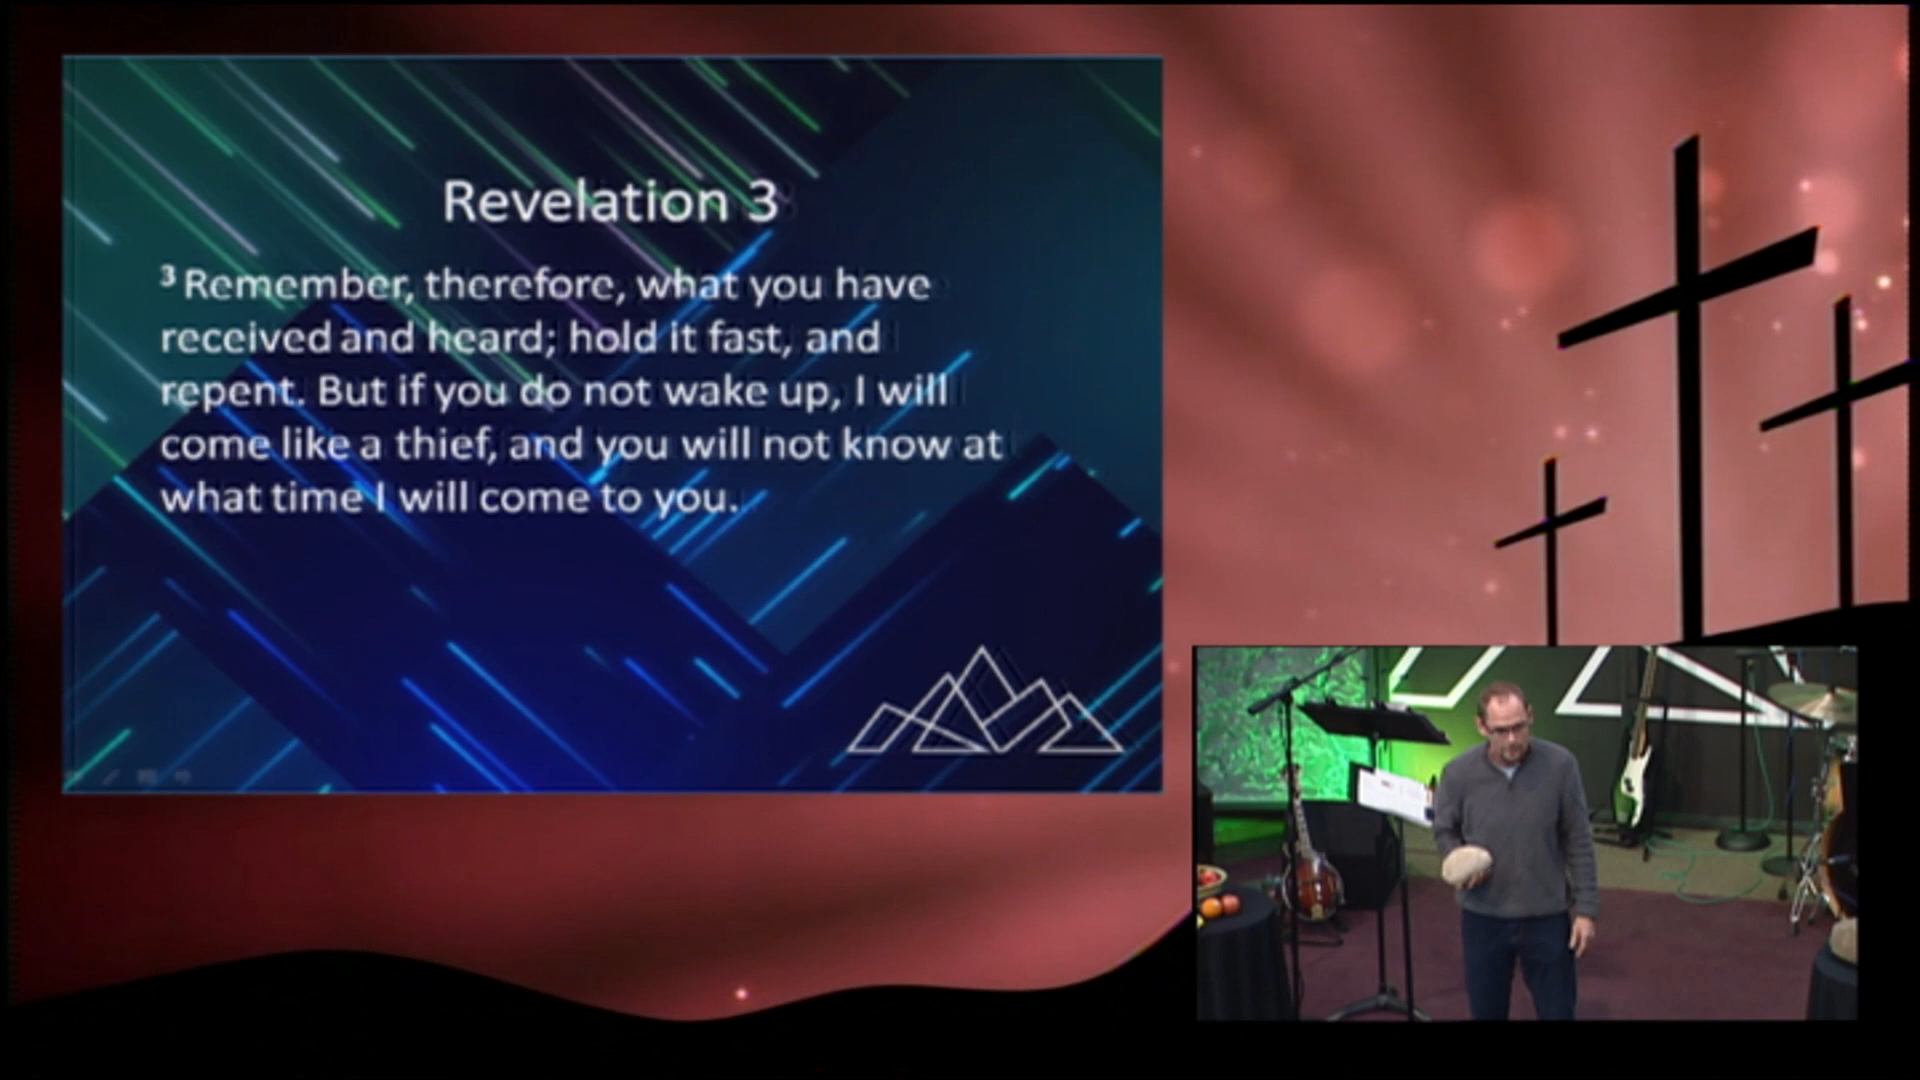 Revelation 3
3 Remember, therefore, what you have
received and heard; hold it fast, and
repent. But if you do not wake up, I will
come like a thief, and you will not know at
what time I will come to you.